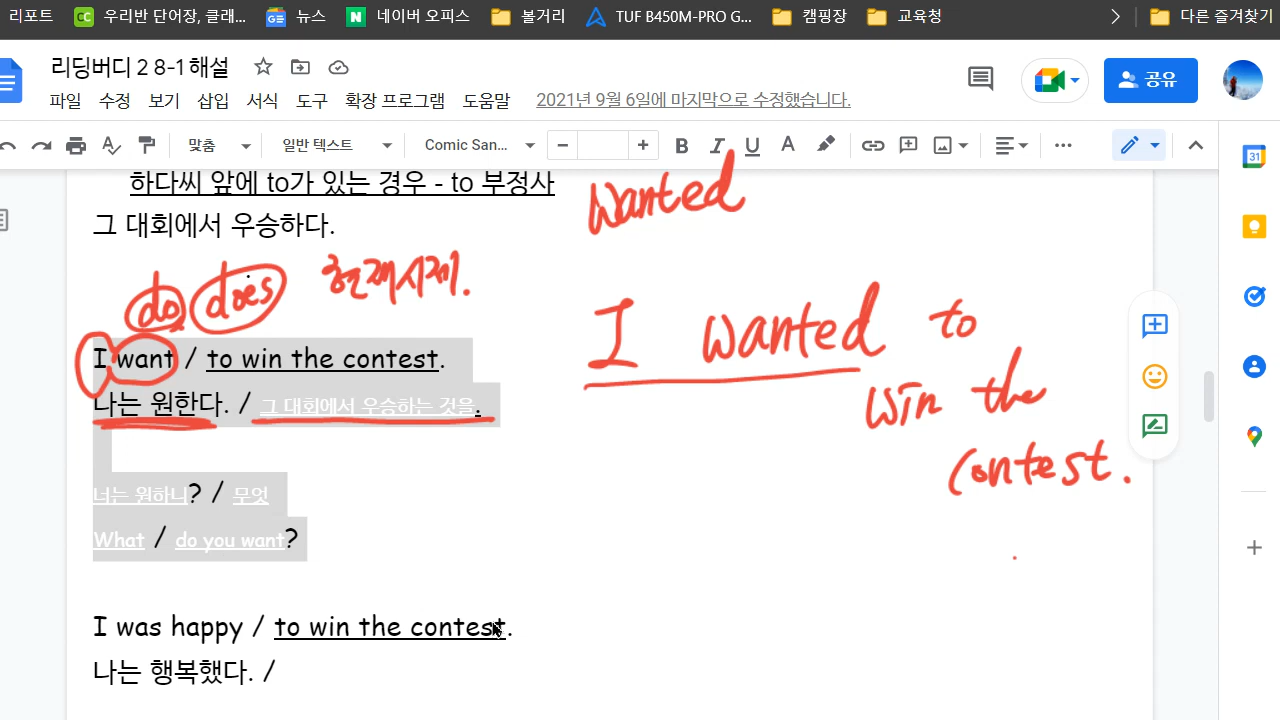 리포트 우리반 단어장, 클래... 뉴스 네이버 오피스 볼거리 TUF B450M-PRO G... 캠핑장 교육청 다른 즐겨찾기
리딩버디 2 8-1 해설
공유
파일 수정 보기 삽입 서식 도구 확장 프로그램 도움말 2021년 9월 6일에 마지막으로 수정했습니다.
맞춤 일반 텍스트 Comic San... B I U A
31
하다씨 앞에 to가 있는 경우 - to 부정사
wanted
그 대회에서 우승하다.
do does 현재시제.
I wanted to
win the
contest.
I want / to win the contest.
나는 원한다. / 그 대회에서 우승하는 것을.
너는 원하니? / 무엇
What / do you want?
I was happy / to win the contest.
나는 행복했다. /